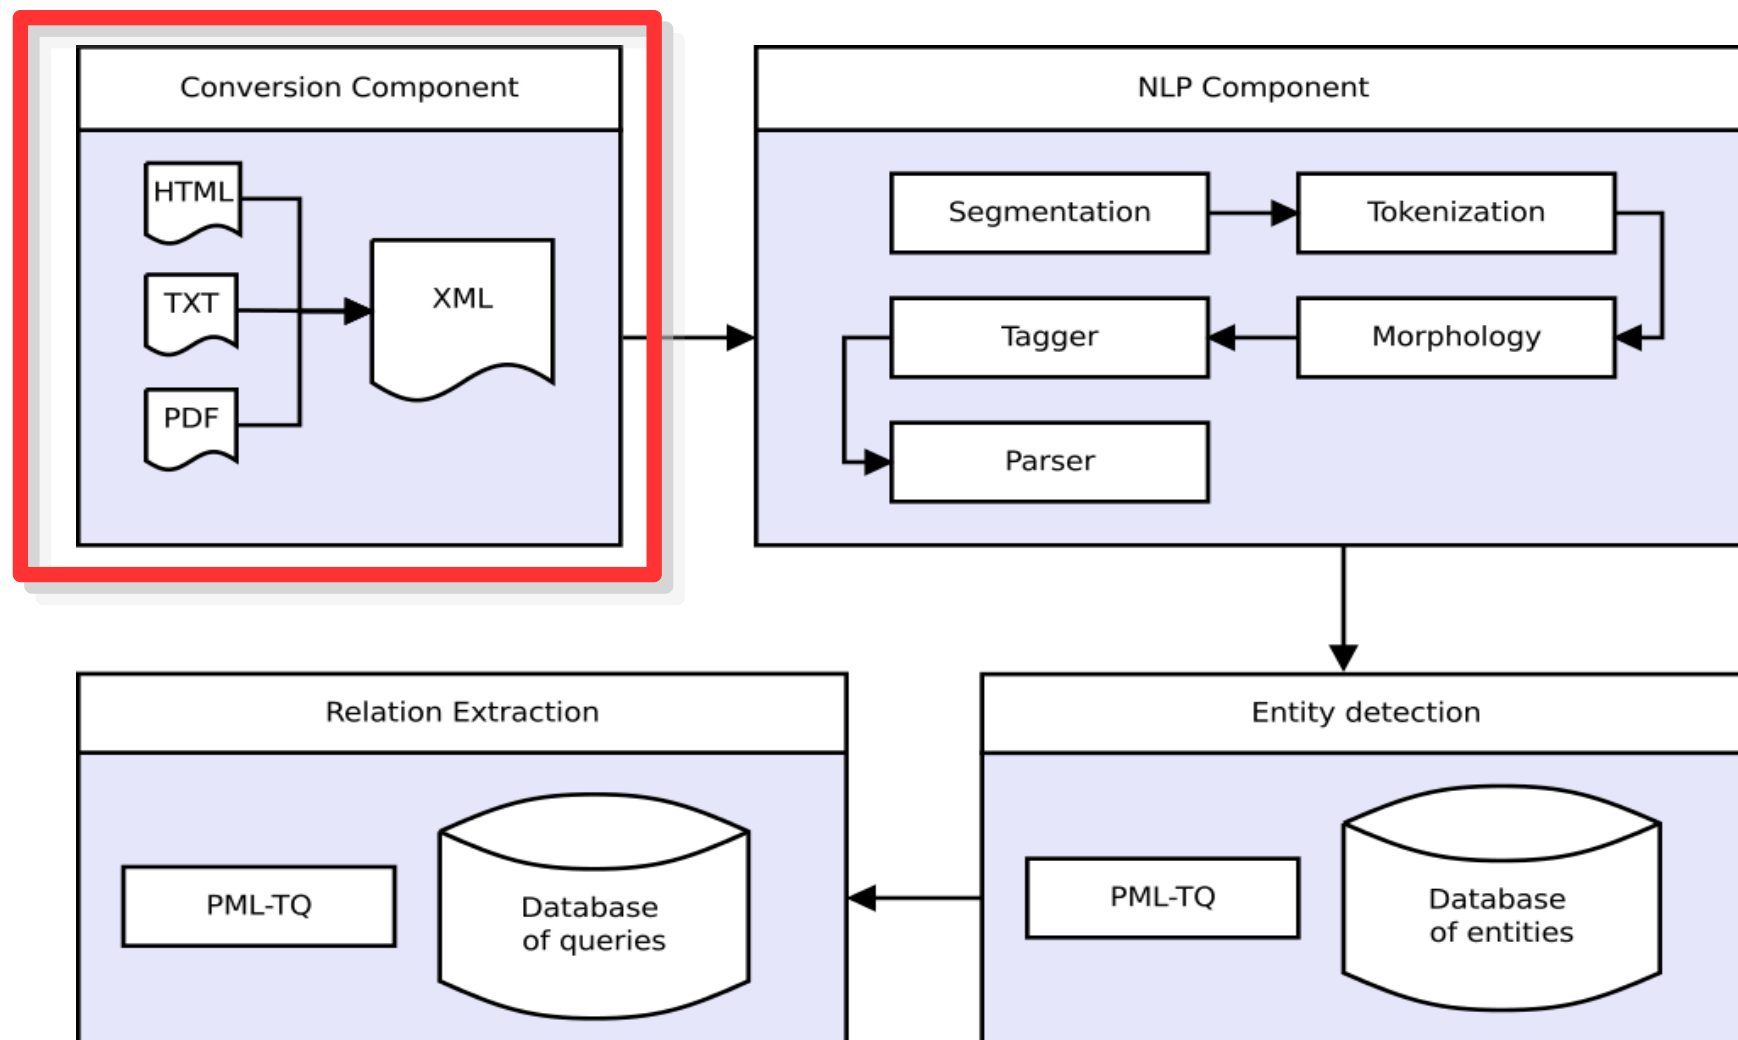 Conversion Component
HTML
TXT
PDF
XML
NLP Component
Segmentation
Tokenization
Tagger
Morphology
Parser
Relation Extraction
PML-TQ
Database
of queries
Entity detection
PML-TQ
Database
of entities